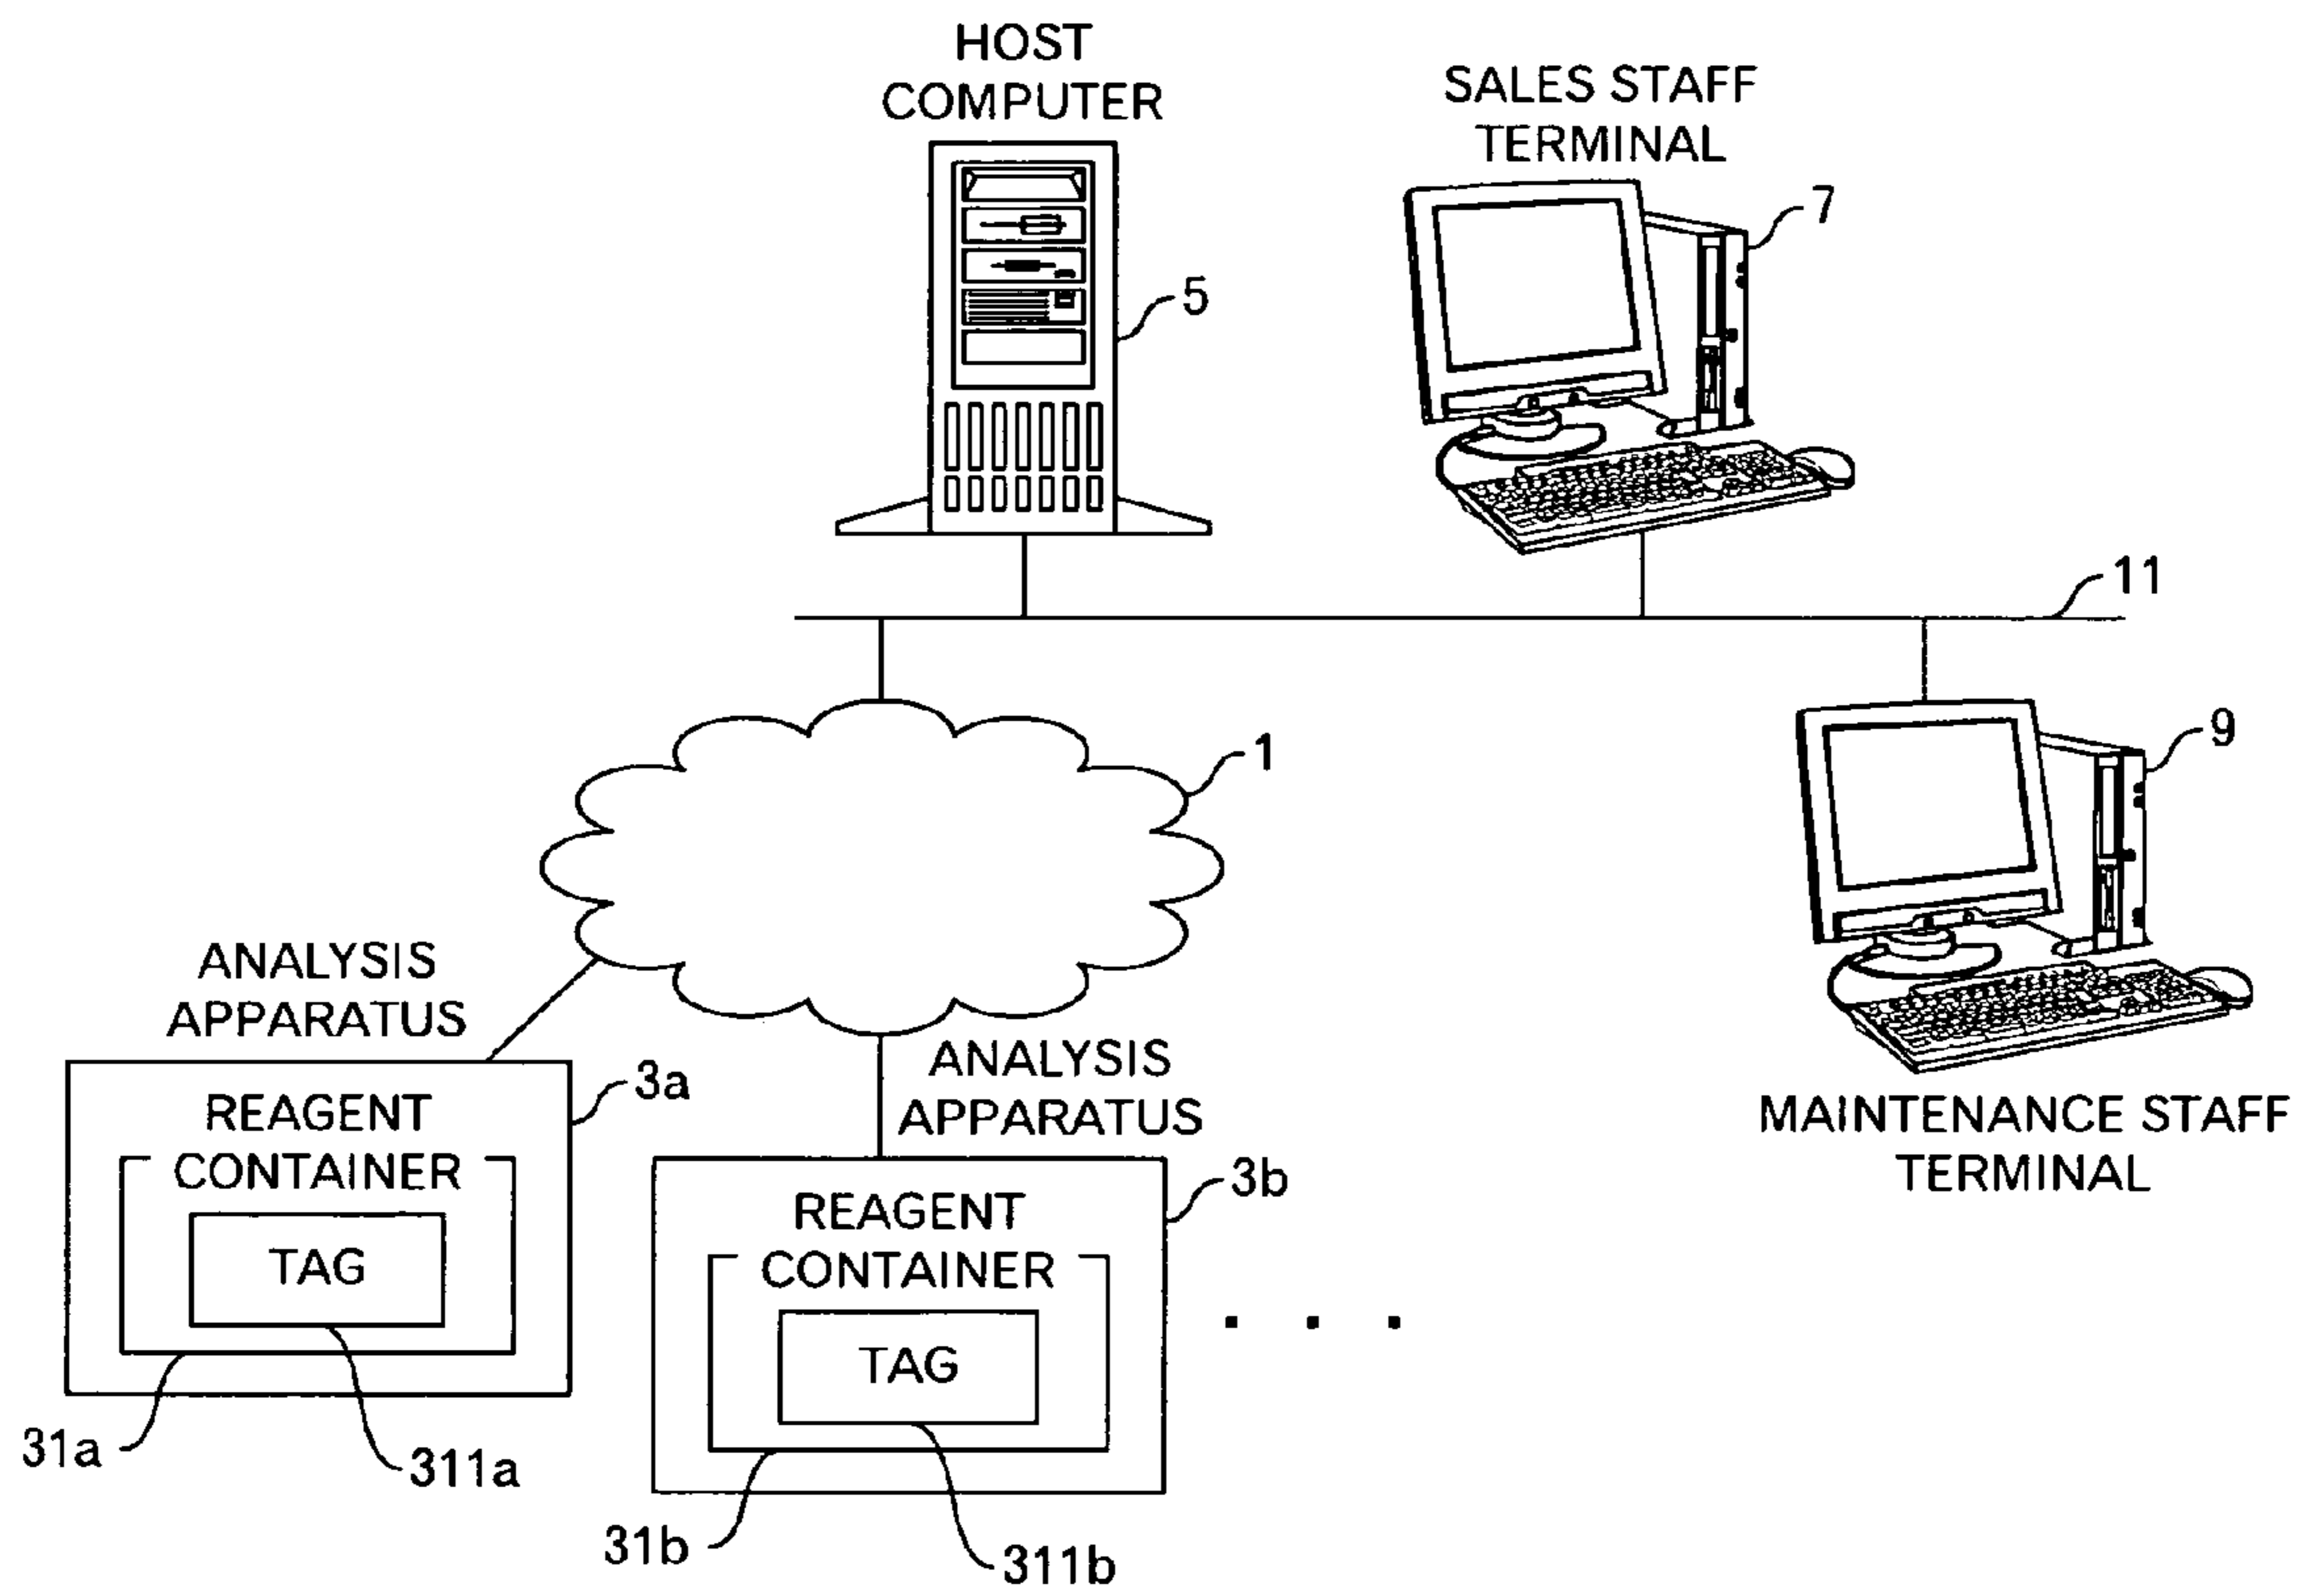 HOST
COMPUTER
SALES STAFF
TERMINAL
7
5
11
1
9
ANALYSIS
APPARATUS
3a
REAGENT
CONTAINER
TAG
31a
311a
ANALYSIS
APPARATUS
3b
REAGENT
CONTAINER
TAG
31b
311b
. . .
MAINTENANCE STAFF
TERMINAL